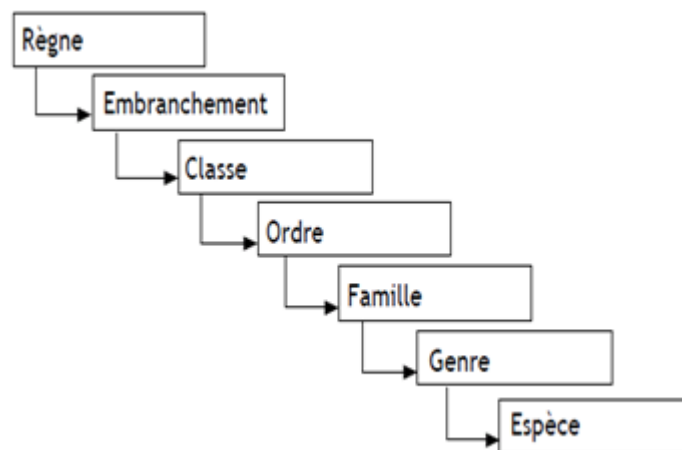 Règne
Embranchement
Classe
Ordre
Famille
Genre
Espèce